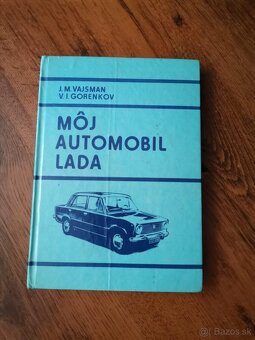 J. M. VAJSMAN
V. I. GORENKOV
MÔJ
AUTOMOBIL
LADA
Bazos.sk